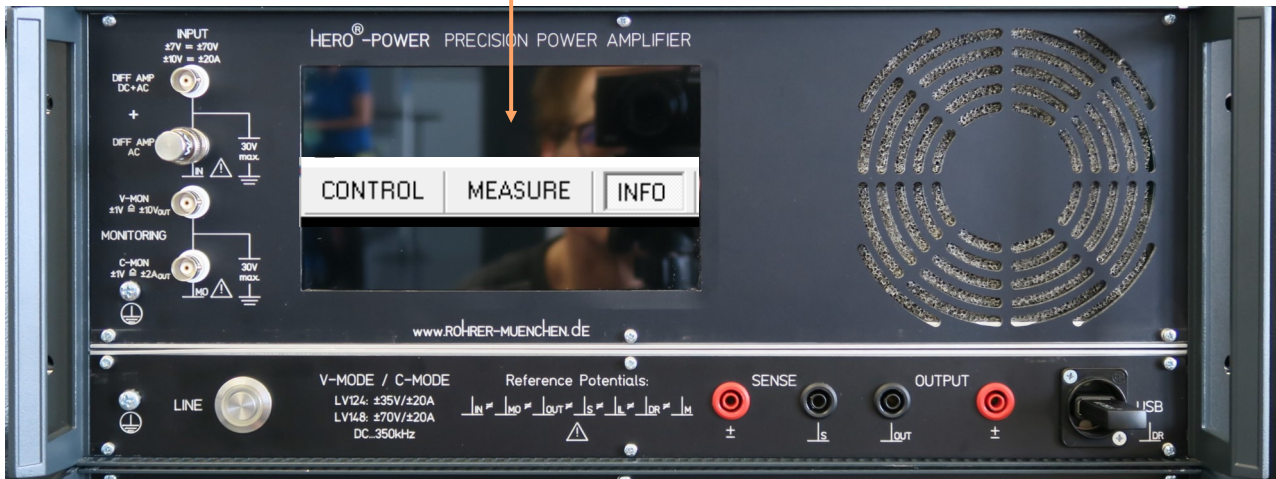 INPUT
±7V = ±70V
±10V = ±20A
DIFF AMP
DC+AC
+
DIFF AMP
AC
30V
max.
IN
V-MON
±1V ≙ ±10Vout
MONITORING
C-MON
±1V ≙ ±2Aout
30V
max.
MO
HERO®-POWER PRECISION POWER AMPLIFIER
CONTROL MEASURE INFO
www.ROHRER-MUENCHEN.DE
LINE
V-MODE / C-MODE
LV124: ±35V/±20A
LV148: ±70V/±20A
DC...350kHz
Reference Potentials:
IN ≠ MO ≠ OUT ≠ S ≠ IL ≠ DR ≠ M
SENSE
±
S
OUTPUT
OUT
±
USB
DR